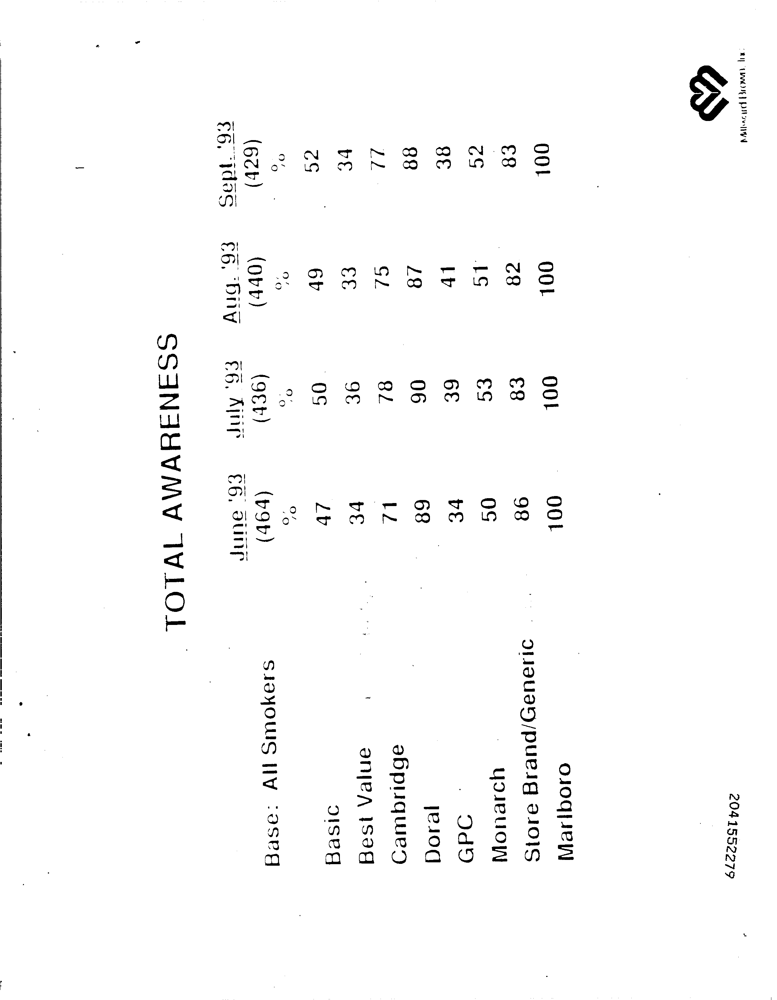 TOTAL AWARENESS
June '93 July '93 Aug. '93 Sept. '93
Base: All Smokers (464) (436) (440) (429)
% % % %
Basic 47 50 49 52
Best Value 34 36 33 34
Cambridge 71 78 75 77
Doral 89 90 87 88
GPC 34 39 41 38
Monarch 50 53 51 52
Store Brand/Generic 86 83 82 83
Marlboro 100 100 100 100
Millward Brown, Inc.
2041552279